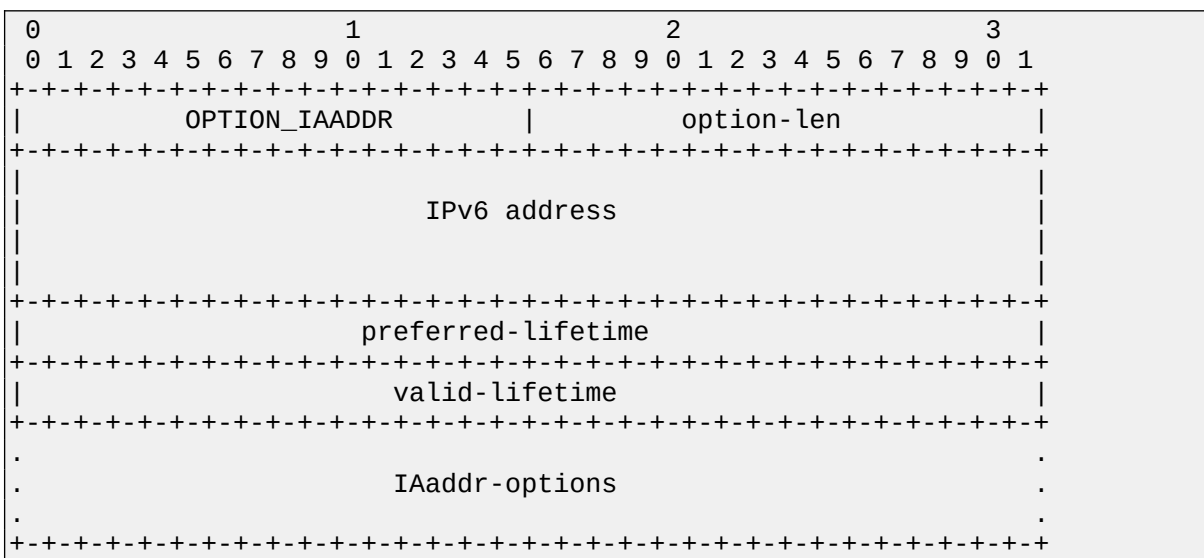 0                   1                   2                   3
 0 1 2 3 4 5 6 7 8 9 0 1 2 3 4 5 6 7 8 9 0 1 2 3 4 5 6 7 8 9 0 1
+-+-+-+-+-+-+-+-+-+-+-+-+-+-+-+-+-+-+-+-+-+-+-+-+-+-+-+-+-+-+-+-+
|          OPTION_IAADDR        |         option-len            |
+-+-+-+-+-+-+-+-+-+-+-+-+-+-+-+-+-+-+-+-+-+-+-+-+-+-+-+-+-+-+-+-+
|                                                               |
|                         IPv6 address                          |
|                                                               |
|                                                               |
+-+-+-+-+-+-+-+-+-+-+-+-+-+-+-+-+-+-+-+-+-+-+-+-+-+-+-+-+-+-+-+-+
|                     preferred-lifetime                        |
+-+-+-+-+-+-+-+-+-+-+-+-+-+-+-+-+-+-+-+-+-+-+-+-+-+-+-+-+-+-+-+-+
|                       valid-lifetime                          |
+-+-+-+-+-+-+-+-+-+-+-+-+-+-+-+-+-+-+-+-+-+-+-+-+-+-+-+-+-+-+-+-+
.                                                               .
.                       IAaddr-options                          .
.                                                               .
+-+-+-+-+-+-+-+-+-+-+-+-+-+-+-+-+-+-+-+-+-+-+-+-+-+-+-+-+-+-+-+-+